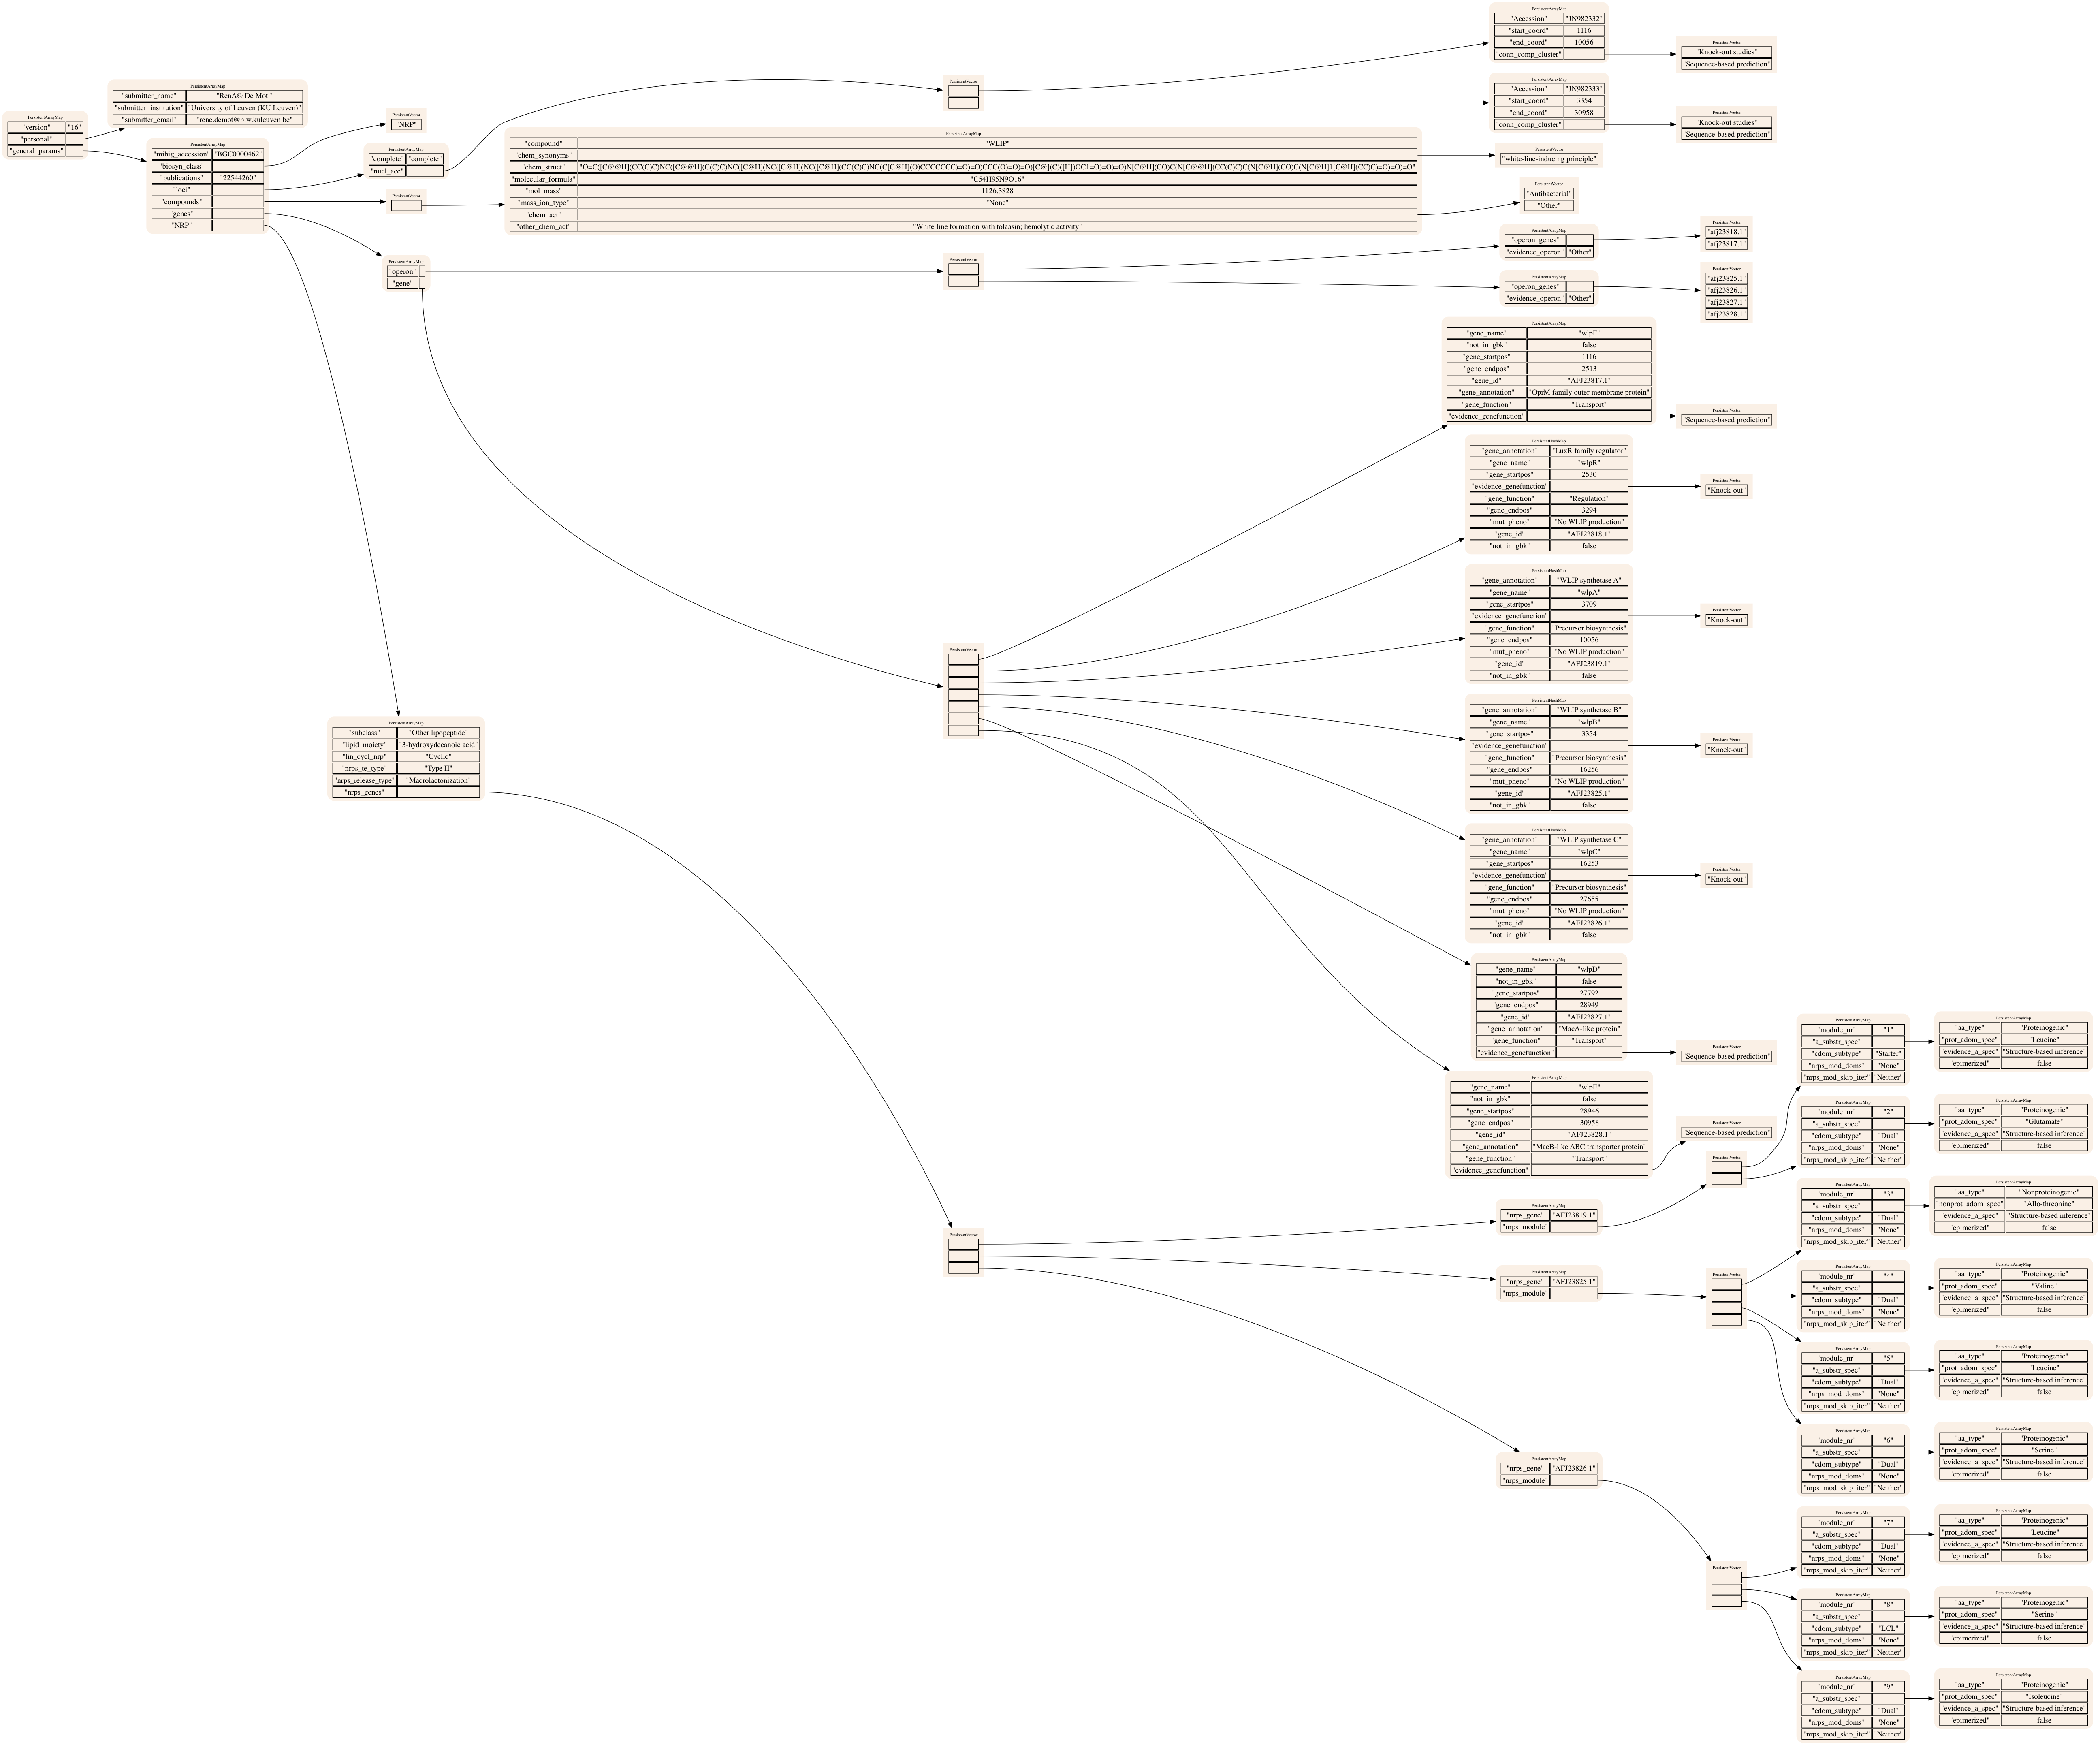 PersistentArrayMap
"version" "16"
"personal"
"general_params"
PersistentArrayMap
"submitter_name" "RenÃ© De Mot "
"submitter_institution" "University of Leuven (KU Leuven)"
"submitter_email" "rene.demot@biw.kuleuven.be"
PersistentArrayMap
"mibig_accession" "BGC0000462"
"biosyn_class"
"publications" "22544260"
"loci"
"compounds"
"genes"
"NRP"
PersistentVector
"NRP"
PersistentArrayMap
"complete" "complete"
"nucl_acc"
PersistentVector
PersistentVector
PersistentArrayMap
"Accession" "JN982332"
"start_coord" 1116
"end_coord" 10056
"conn_comp_cluster"
PersistentVector
"Knock-out studies"
"Sequence-based prediction"
PersistentArrayMap
"Accession" "JN982333"
"start_coord" 3354
"end_coord" 30958
"conn_comp_cluster"
PersistentVector
"Knock-out studies"
"Sequence-based prediction"
PersistentArrayMap
"compound" "WLIP"
"chem_synonyms"
"chem_struct" "O=C([C@@H](CC(C)C)NC([C@@H](C(C)C)NC([C@H](NC([C@H](NC([C@H](CC(C)C)NC(C[C@H](O)CCCCCCC)=O)=O)CCC(O)=O)=O)[C@](C)([H])OC1=O)=O)=O)N[C@H](CO)C(N[C@@H](CC(C)C)C(N[C@H](CO)C(N[C@H]1[C@H](CC)C)=O)=O)=O"
"molecular_formula" "C54H95N9O16"
"mol_mass" 1126.3828
"mass_ion_type" "None"
"chem_act"
"other_chem_act" "White line formation with tolaasin; hemolytic activity"
PersistentVector
"white-line-inducing principle"
PersistentVector
"Antibacterial"
"Other"
PersistentArrayMap
"operon"
"gene"
PersistentVector
PersistentArrayMap
"operon_genes"
"evidence_operon" "Other"
PersistentVector
"afj23818.1"
"afj23817.1"
PersistentArrayMap
"operon_genes"
"evidence_operon" "Other"
PersistentVector
"afj23825.1"
"afj23826.1"
"afj23827.1"
"afj23828.1"
PersistentVector
PersistentArrayMap
"gene_name" "wlpF"
"not_in_gbk" false
"gene_startpos" 1116
"gene_endpos" 2513
"gene_id" "AFJ23817.1"
"gene_annotation" "OprM family outer membrane protein"
"gene_function" "Transport"
"evidence_genefunction"
PersistentVector
"Sequence-based prediction"
PersistentHashMap
"gene_annotation" "LuxR family regulator"
"gene_name" "wlpR"
"gene_startpos" 2530
"evidence_genefunction"
"gene_function" "Regulation"
"gene_endpos" 3294
"mut_pheno" "No WLIP production"
"gene_id" "AFJ23818.1"
"not_in_gbk" false
PersistentVector
"Knock-out"
PersistentHashMap
"gene_annotation" "WLIP synthetase A"
"gene_name" "wlpA"
"gene_startpos" 3709
"evidence_genefunction"
"gene_function" "Precursor biosynthesis"
"gene_endpos" 10056
"mut_pheno" "No WLIP production"
"gene_id" "AFJ23819.1"
"not_in_gbk" false
PersistentVector
"Knock-out"
PersistentHashMap
"gene_annotation" "WLIP synthetase B"
"gene_name" "wlpB"
"gene_startpos" 3354
"evidence_genefunction"
"gene_function" "Precursor biosynthesis"
"gene_endpos" 16256
"mut_pheno" "No WLIP production"
"gene_id" "AFJ23825.1"
"not_in_gbk" false
PersistentVector
"Knock-out"
PersistentHashMap
"gene_annotation" "WLIP synthetase C"
"gene_name" "wlpC"
"gene_startpos" 16253
"evidence_genefunction"
"gene_function" "Precursor biosynthesis"
"gene_endpos" 27655
"mut_pheno" "No WLIP production"
"gene_id" "AFJ23826.1"
"not_in_gbk" false
PersistentVector
"Knock-out"
PersistentArrayMap
"gene_name" "wlpD"
"not_in_gbk" false
"gene_startpos" 27792
"gene_endpos" 28949
"gene_id" "AFJ23827.1"
"gene_annotation" "MacA-like protein"
"gene_function" "Transport"
"evidence_genefunction"
PersistentVector
"Sequence-based prediction"
PersistentArrayMap
"gene_name" "wlpE"
"not_in_gbk" false
"gene_startpos" 28946
"gene_endpos" 30958
"gene_id" "AFJ23828.1"
"gene_annotation" "MacB-like ABC transporter protein"
"gene_function" "Transport"
"evidence_genefunction"
PersistentVector
"Sequence-based prediction"
PersistentArrayMap
"subclass" "Other lipopeptide"
"lipid_moiety" "3-hydroxydecanoic acid"
"lin_cycl_nrp" "Cyclic"
"nrps_te_type" "Type II"
"nrps_release_type" "Macrolactonization"
"nrps_genes"
PersistentVector
PersistentArrayMap
"nrps_gene" "AFJ23819.1"
"nrps_module"
PersistentVector
PersistentArrayMap
"module_nr" "1"
"a_substr_spec"
"cdom_subtype" "Starter"
"nrps_mod_doms" "None"
"nrps_mod_skip_iter" "Neither"
PersistentArrayMap
"aa_type" "Proteinogenic"
"prot_adom_spec" "Leucine"
"evidence_a_spec" "Structure-based inference"
"epimerized" false
PersistentArrayMap
"module_nr" "2"
"a_substr_spec"
"cdom_subtype" "Dual"
"nrps_mod_doms" "None"
"nrps_mod_skip_iter" "Neither"
PersistentArrayMap
"aa_type" "Proteinogenic"
"prot_adom_spec" "Glutamate"
"evidence_a_spec" "Structure-based inference"
"epimerized" false
PersistentArrayMap
"nrps_gene" "AFJ23825.1"
"nrps_module"
PersistentVector
PersistentArrayMap
"module_nr" "3"
"a_substr_spec"
"cdom_subtype" "Dual"
"nrps_mod_doms" "None"
"nrps_mod_skip_iter" "Neither"
PersistentArrayMap
"aa_type" "Nonproteinogenic"
"nonprot_adom_spec" "Allo-threonine"
"evidence_a_spec" "Structure-based inference"
"epimerized" false
PersistentArrayMap
"module_nr" "4"
"a_substr_spec"
"cdom_subtype" "Dual"
"nrps_mod_doms" "None"
"nrps_mod_skip_iter" "Neither"
PersistentArrayMap
"aa_type" "Proteinogenic"
"prot_adom_spec" "Valine"
"evidence_a_spec" "Structure-based inference"
"epimerized" false
PersistentArrayMap
"module_nr" "5"
"a_substr_spec"
"cdom_subtype" "Dual"
"nrps_mod_doms" "None"
"nrps_mod_skip_iter" "Neither"
PersistentArrayMap
"aa_type" "Proteinogenic"
"prot_adom_spec" "Leucine"
"evidence_a_spec" "Structure-based inference"
"epimerized" false
PersistentArrayMap
"module_nr" "6"
"a_substr_spec"
"cdom_subtype" "Dual"
"nrps_mod_doms" "None"
"nrps_mod_skip_iter" "Neither"
PersistentArrayMap
"aa_type" "Proteinogenic"
"prot_adom_spec" "Serine"
"evidence_a_spec" "Structure-based inference"
"epimerized" false
PersistentArrayMap
"nrps_gene" "AFJ23826.1"
"nrps_module"
PersistentVector
PersistentArrayMap
"module_nr" "7"
"a_substr_spec"
"cdom_subtype" "Dual"
"nrps_mod_doms" "None"
"nrps_mod_skip_iter" "Neither"
PersistentArrayMap
"aa_type" "Proteinogenic"
"prot_adom_spec" "Leucine"
"evidence_a_spec" "Structure-based inference"
"epimerized" false
PersistentArrayMap
"module_nr" "8"
"a_substr_spec"
"cdom_subtype" "LCL"
"nrps_mod_doms" "None"
"nrps_mod_skip_iter" "Neither"
PersistentArrayMap
"aa_type" "Proteinogenic"
"prot_adom_spec" "Serine"
"evidence_a_spec" "Structure-based inference"
"epimerized" false
PersistentArrayMap
"module_nr" "9"
"a_substr_spec"
"cdom_subtype" "Dual"
"nrps_mod_doms" "None"
"nrps_mod_skip_iter" "Neither"
PersistentArrayMap
"aa_type" "Proteinogenic"
"prot_adom_spec" "Isoleucine"
"evidence_a_spec" "Structure-based inference"
"epimerized" false